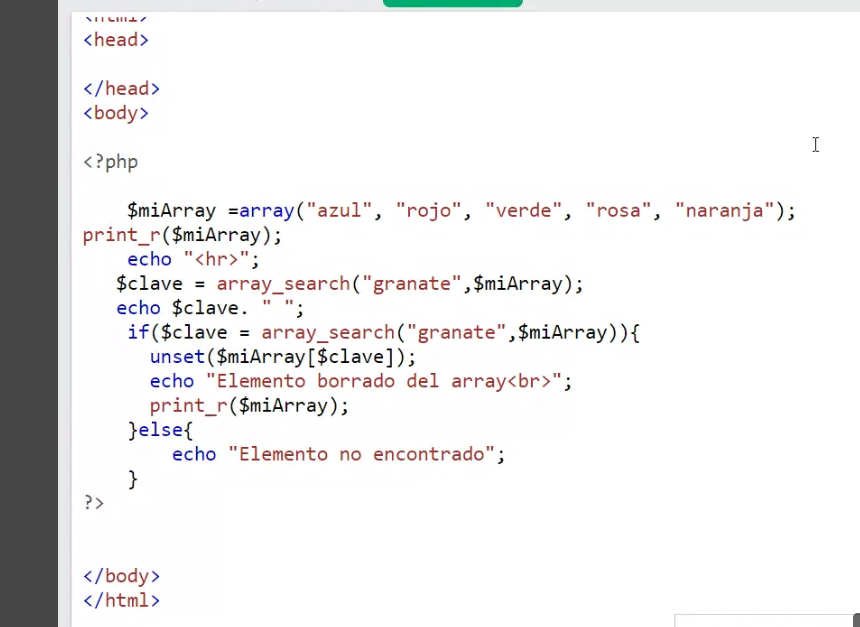 <html>
<head>
</head>
<body>
<?php
$miArray =array("azul", "rojo", "verde", "rosa", "naranja");
print_r($miArray);
echo "<hr>";
$clave = array_search("granate",$miArray);
echo $clave. " ";
if($clave = array_search("granate",$miArray)){
unset($miArray[$clave]);
echo "Elemento borrado del array<br>";
print_r($miArray);
}else{
echo "Elemento no encontrado";
}
?>
</body>
</html>